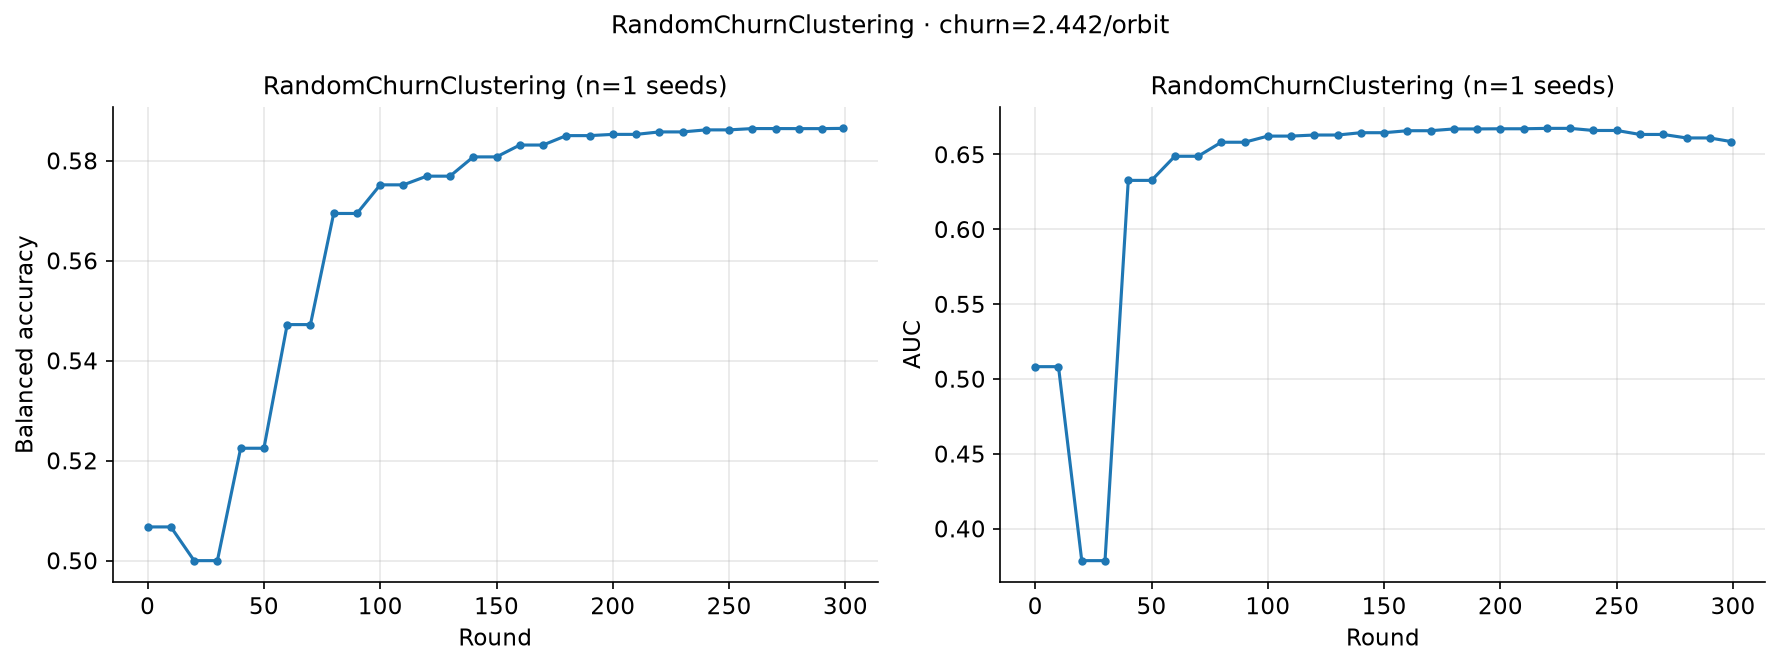 RandomChurnClustering · churn=2.442/orbit
RandomChurnClustering (n=1 seeds)
Balanced accuracy
0.58
0.56
0.54
0.52
0.50
0 50 100 150 200 250 300
Round
RandomChurnClustering (n=1 seeds)
AUC
0.65
0.60
0.55
0.50
0.45
0.40
0 50 100 150 200 250 300
Round